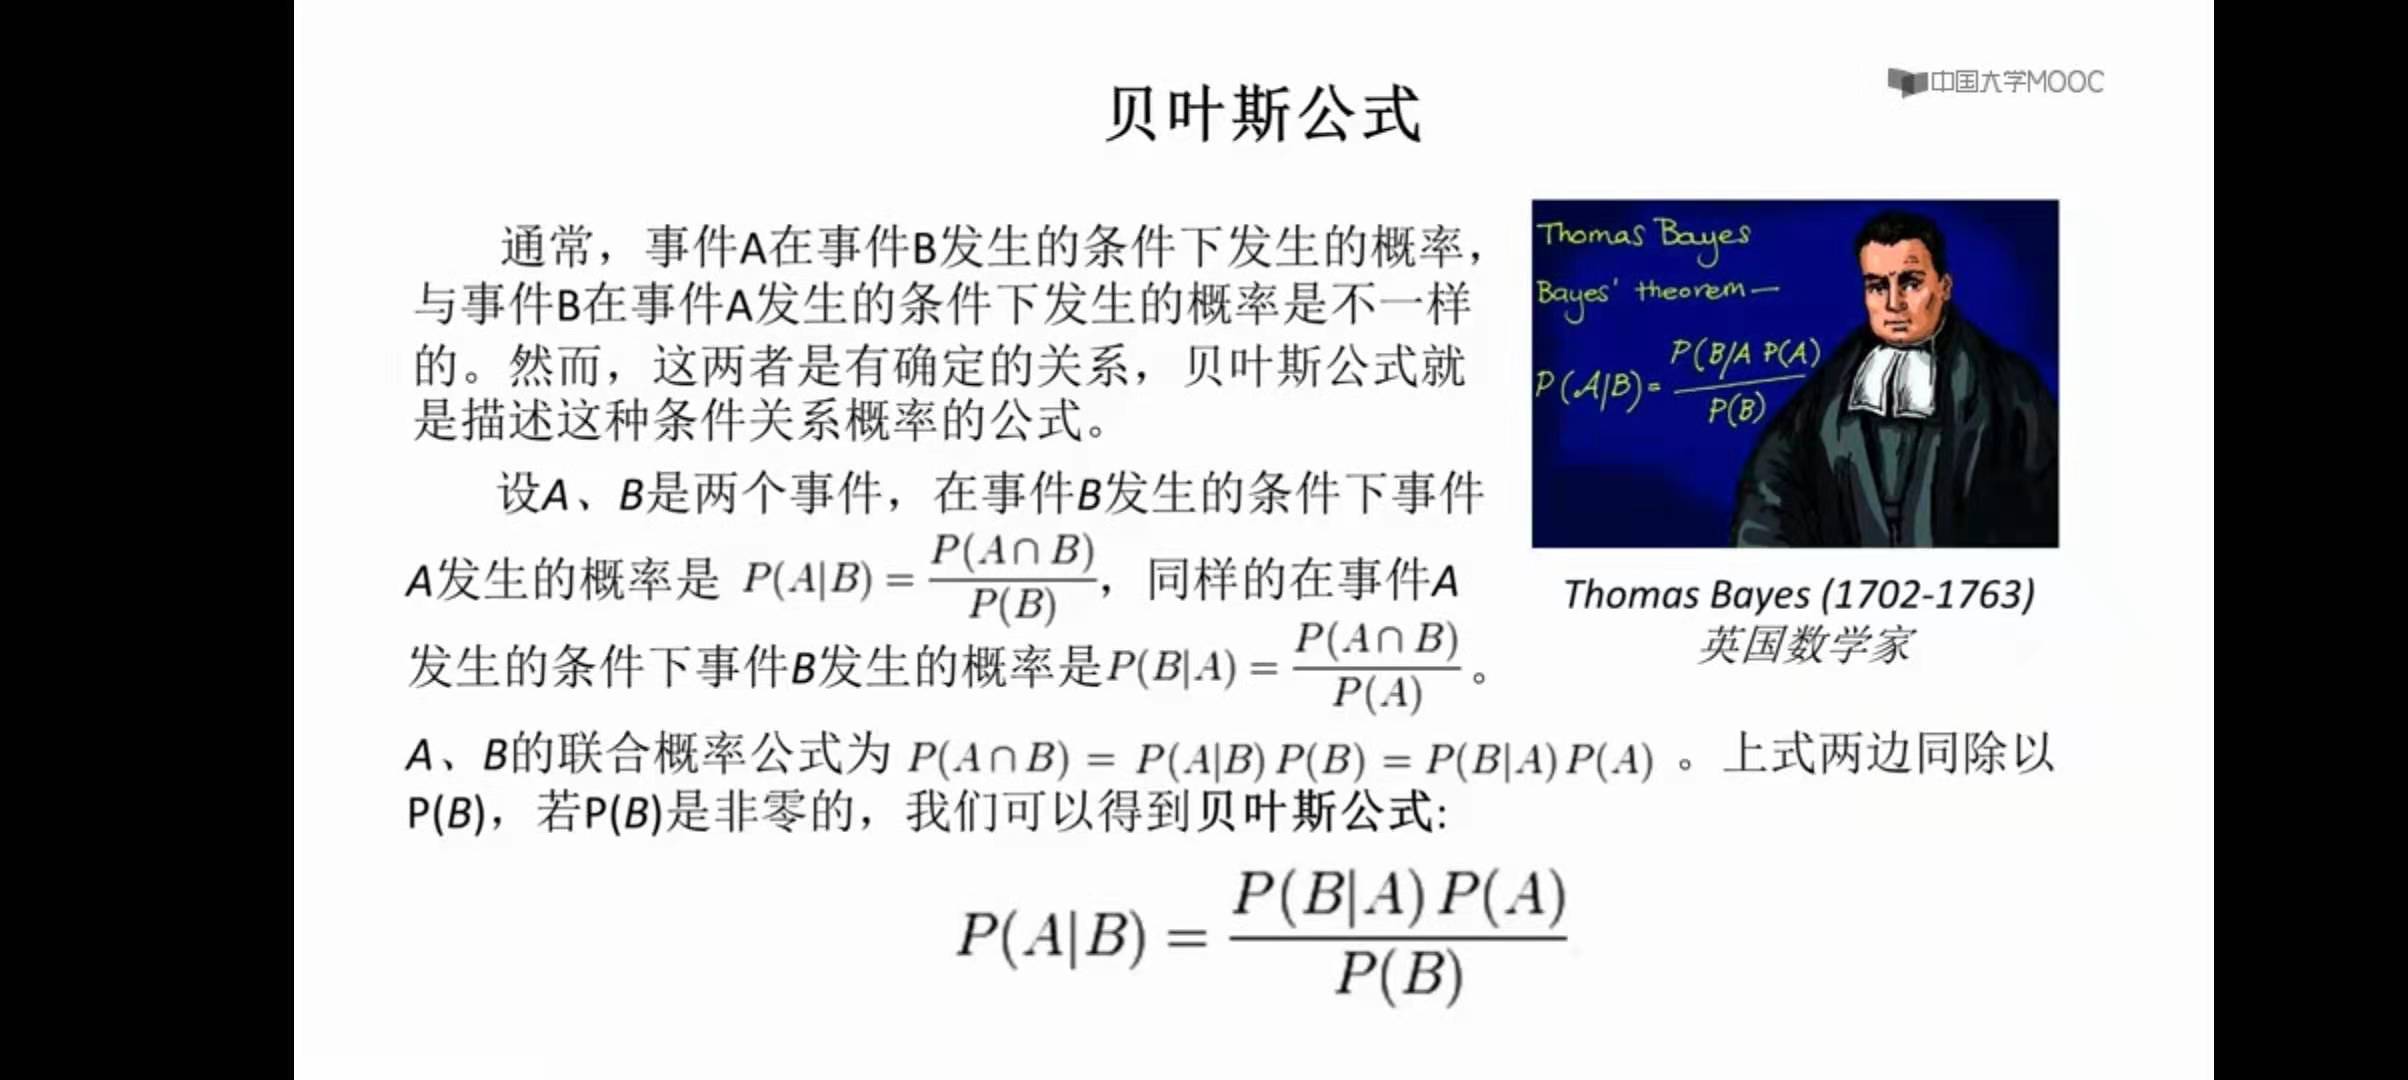 中国大学MOOC
贝叶斯公式
通常，事件A在事件B发生的条件下发生的概率，
与事件B在事件A发生的条件下发生的概率是不一样
的。然而，这两者是有确定的关系，贝叶斯公式就
是描述这种条件关系概率的公式。
设A、B是两个事件，在事件B发生的条件下事件
A发生的概率是 P(A|B) = P(A∩B)/P(B)，同样的在事件A
发生的条件下事件B发生的概率是P(B|A) = P(A∩B)/P(A)。
Thomas Bayes
Bayes' theorem—
P(A|B)= P(B/A P(A)/P(B)
Thomas Bayes (1702-1763)
英国数学家
A、B的联合概率公式为 P(A∩B) = P(A|B) P(B) = P(B|A) P(A) 。上式两边同除以
P(B)，若P(B)是非零的，我们可以得到贝叶斯公式:
P(A|B) = P(B|A) P(A)/P(B)